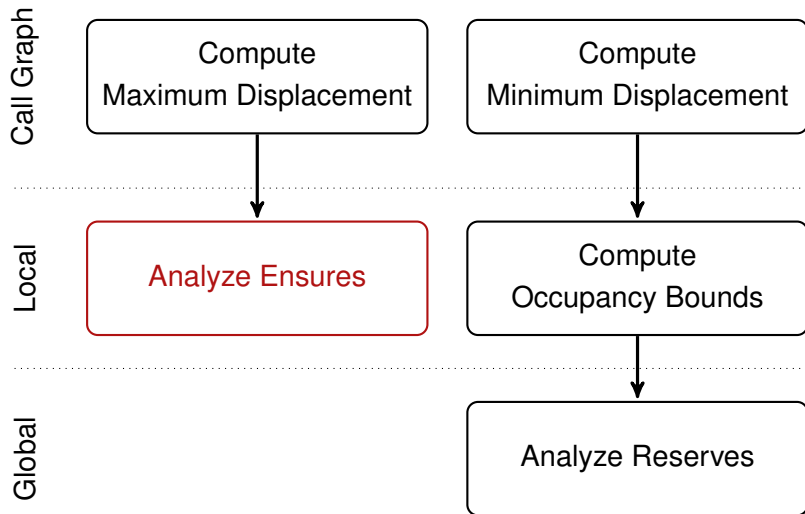 Call Graph
Compute
Maximum Displacement
Compute
Minimum Displacement
Local
Analyze Ensures
Compute
Occupancy Bounds
Global
Analyze Reserves